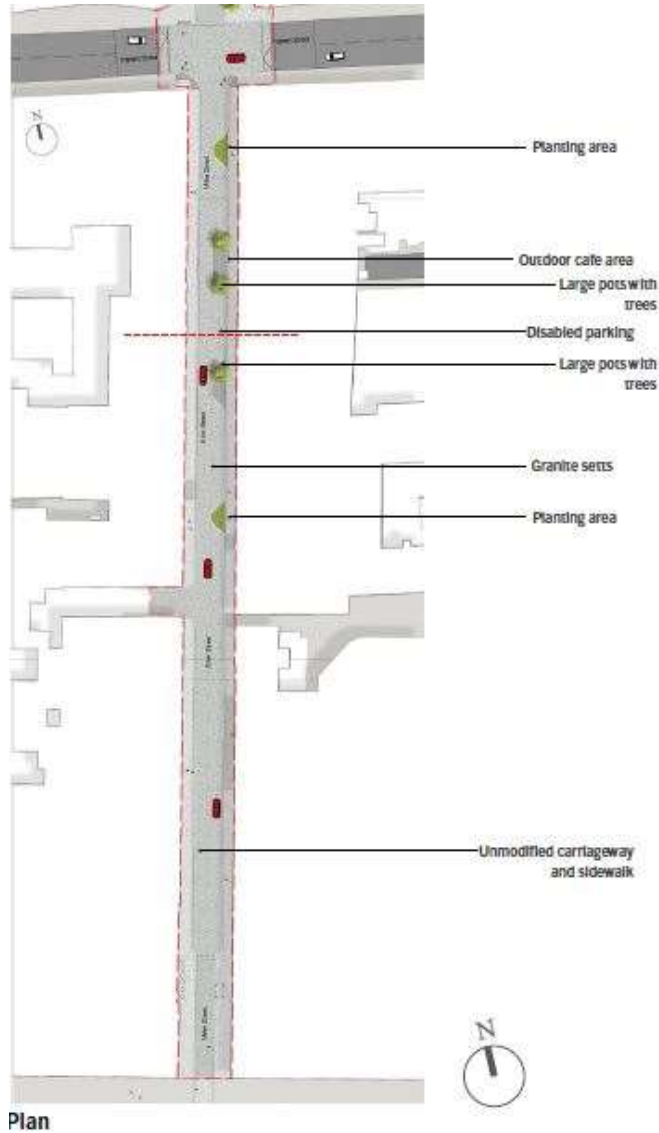 N
Planting area
Outdoor cafe area
Large pots with
trees
Disabled parking
Large pots with
trees
Granite setts
Planting area
Unmodified carriageway
and sidewalk
N
Plan